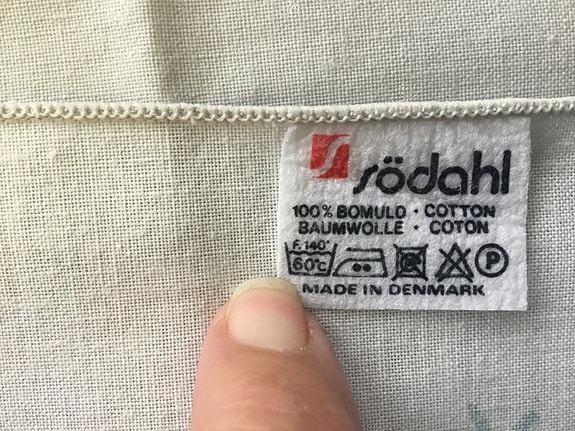 södahl
100% BOMULD · COTTON
BAUMWOLLE · COTON
F. 140°
60°C P
MADE IN DENMARK